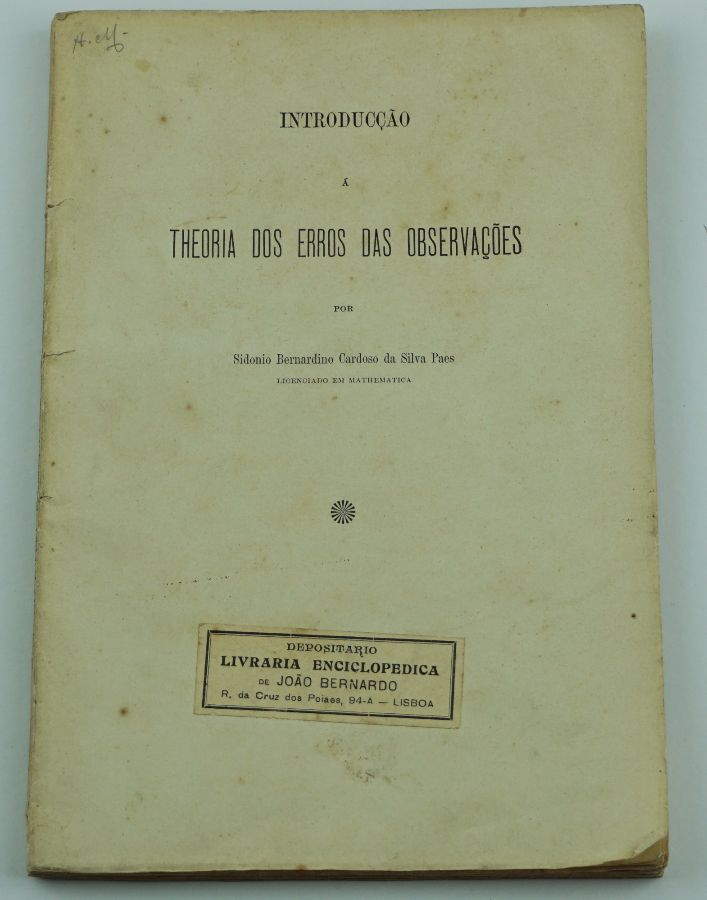 INTRODUCÇÃO
Á
THEORIA DOS ERROS DAS OBSERVAÇÕES
POR
Sidonio Bernardino Cardoso da Silva Paes
LICENCIADO EM MATHEMATICA
DEPOSITARIO
LIVRARIA ENCICLOPEDICA
DE JOÃO BERNARDO
R. da Cruz dos Poiaes, 94-A — LISBOA